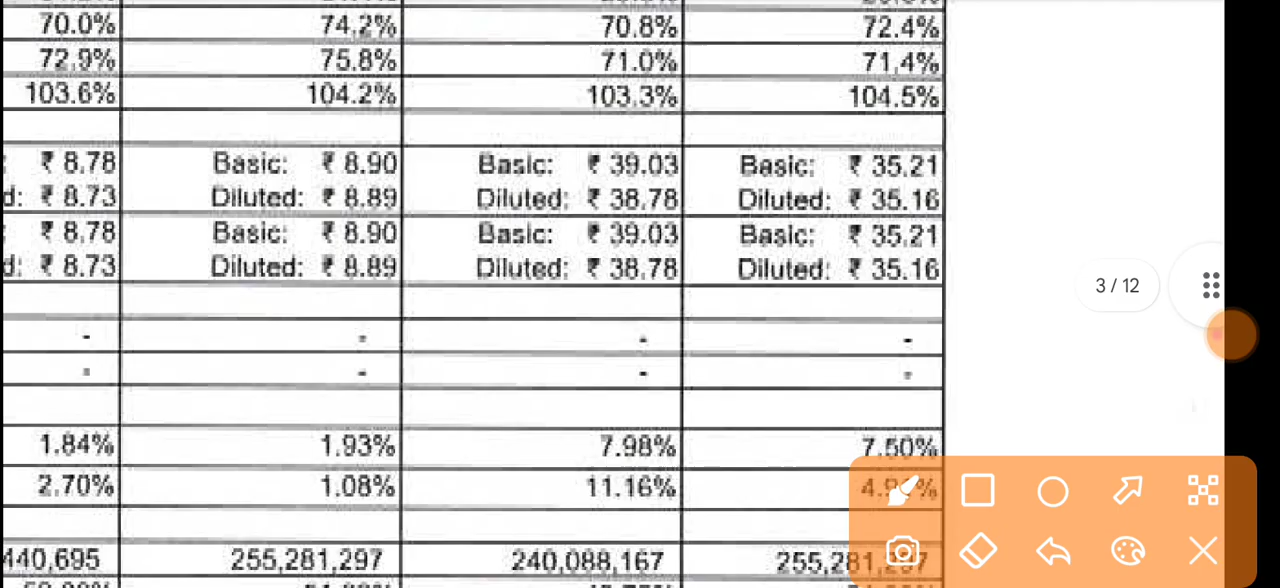 70.0% 74.2% 70.8% 72.4%
72.9% 75.8% 71.0% 71.4%
103.6% 104.2% 103.3% 104.5%
: ₹ 8.78 Basic: ₹ 8.90 Basic: ₹ 39.03 Basic: ₹ 35.21
d: ₹ 8.73 Diluted: ₹ 8.89 Diluted: ₹ 38.78 Diluted: ₹ 35.16
: ₹ 8.78 Basic: ₹ 8.90 Basic: ₹ 39.03 Basic: ₹ 35.21
d: ₹ 8.73 Diluted: ₹ 8.89 Diluted: ₹ 38.78 Diluted: ₹ 35.16
3 / 12
- - - -
- - - -
1.84% 1.93% 7.98% 7.50%
2.70% 1.08% 11.16%
440,695 255,281,297 240,088,167